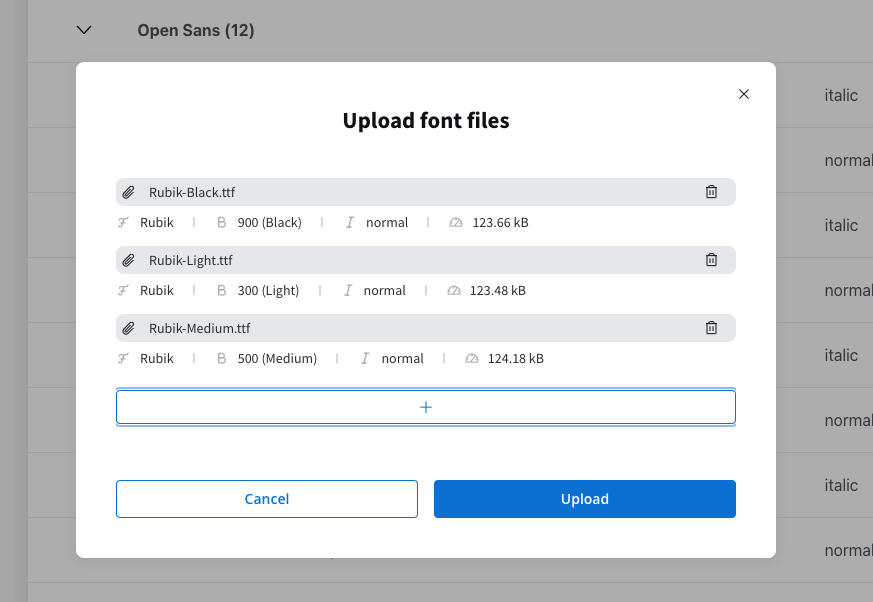 Open Sans (12)
italic
Upload font files
normal
Rubik-Black.ttf
Rubik 900 (Black) normal 123.66 kB
italic
Rubik-Light.ttf
Rubik 300 (Light) normal 123.48 kB
normal
Rubik-Medium.ttf
Rubik 500 (Medium) normal 124.18 kB
italic
+
normal
Cancel Upload
italic
normal